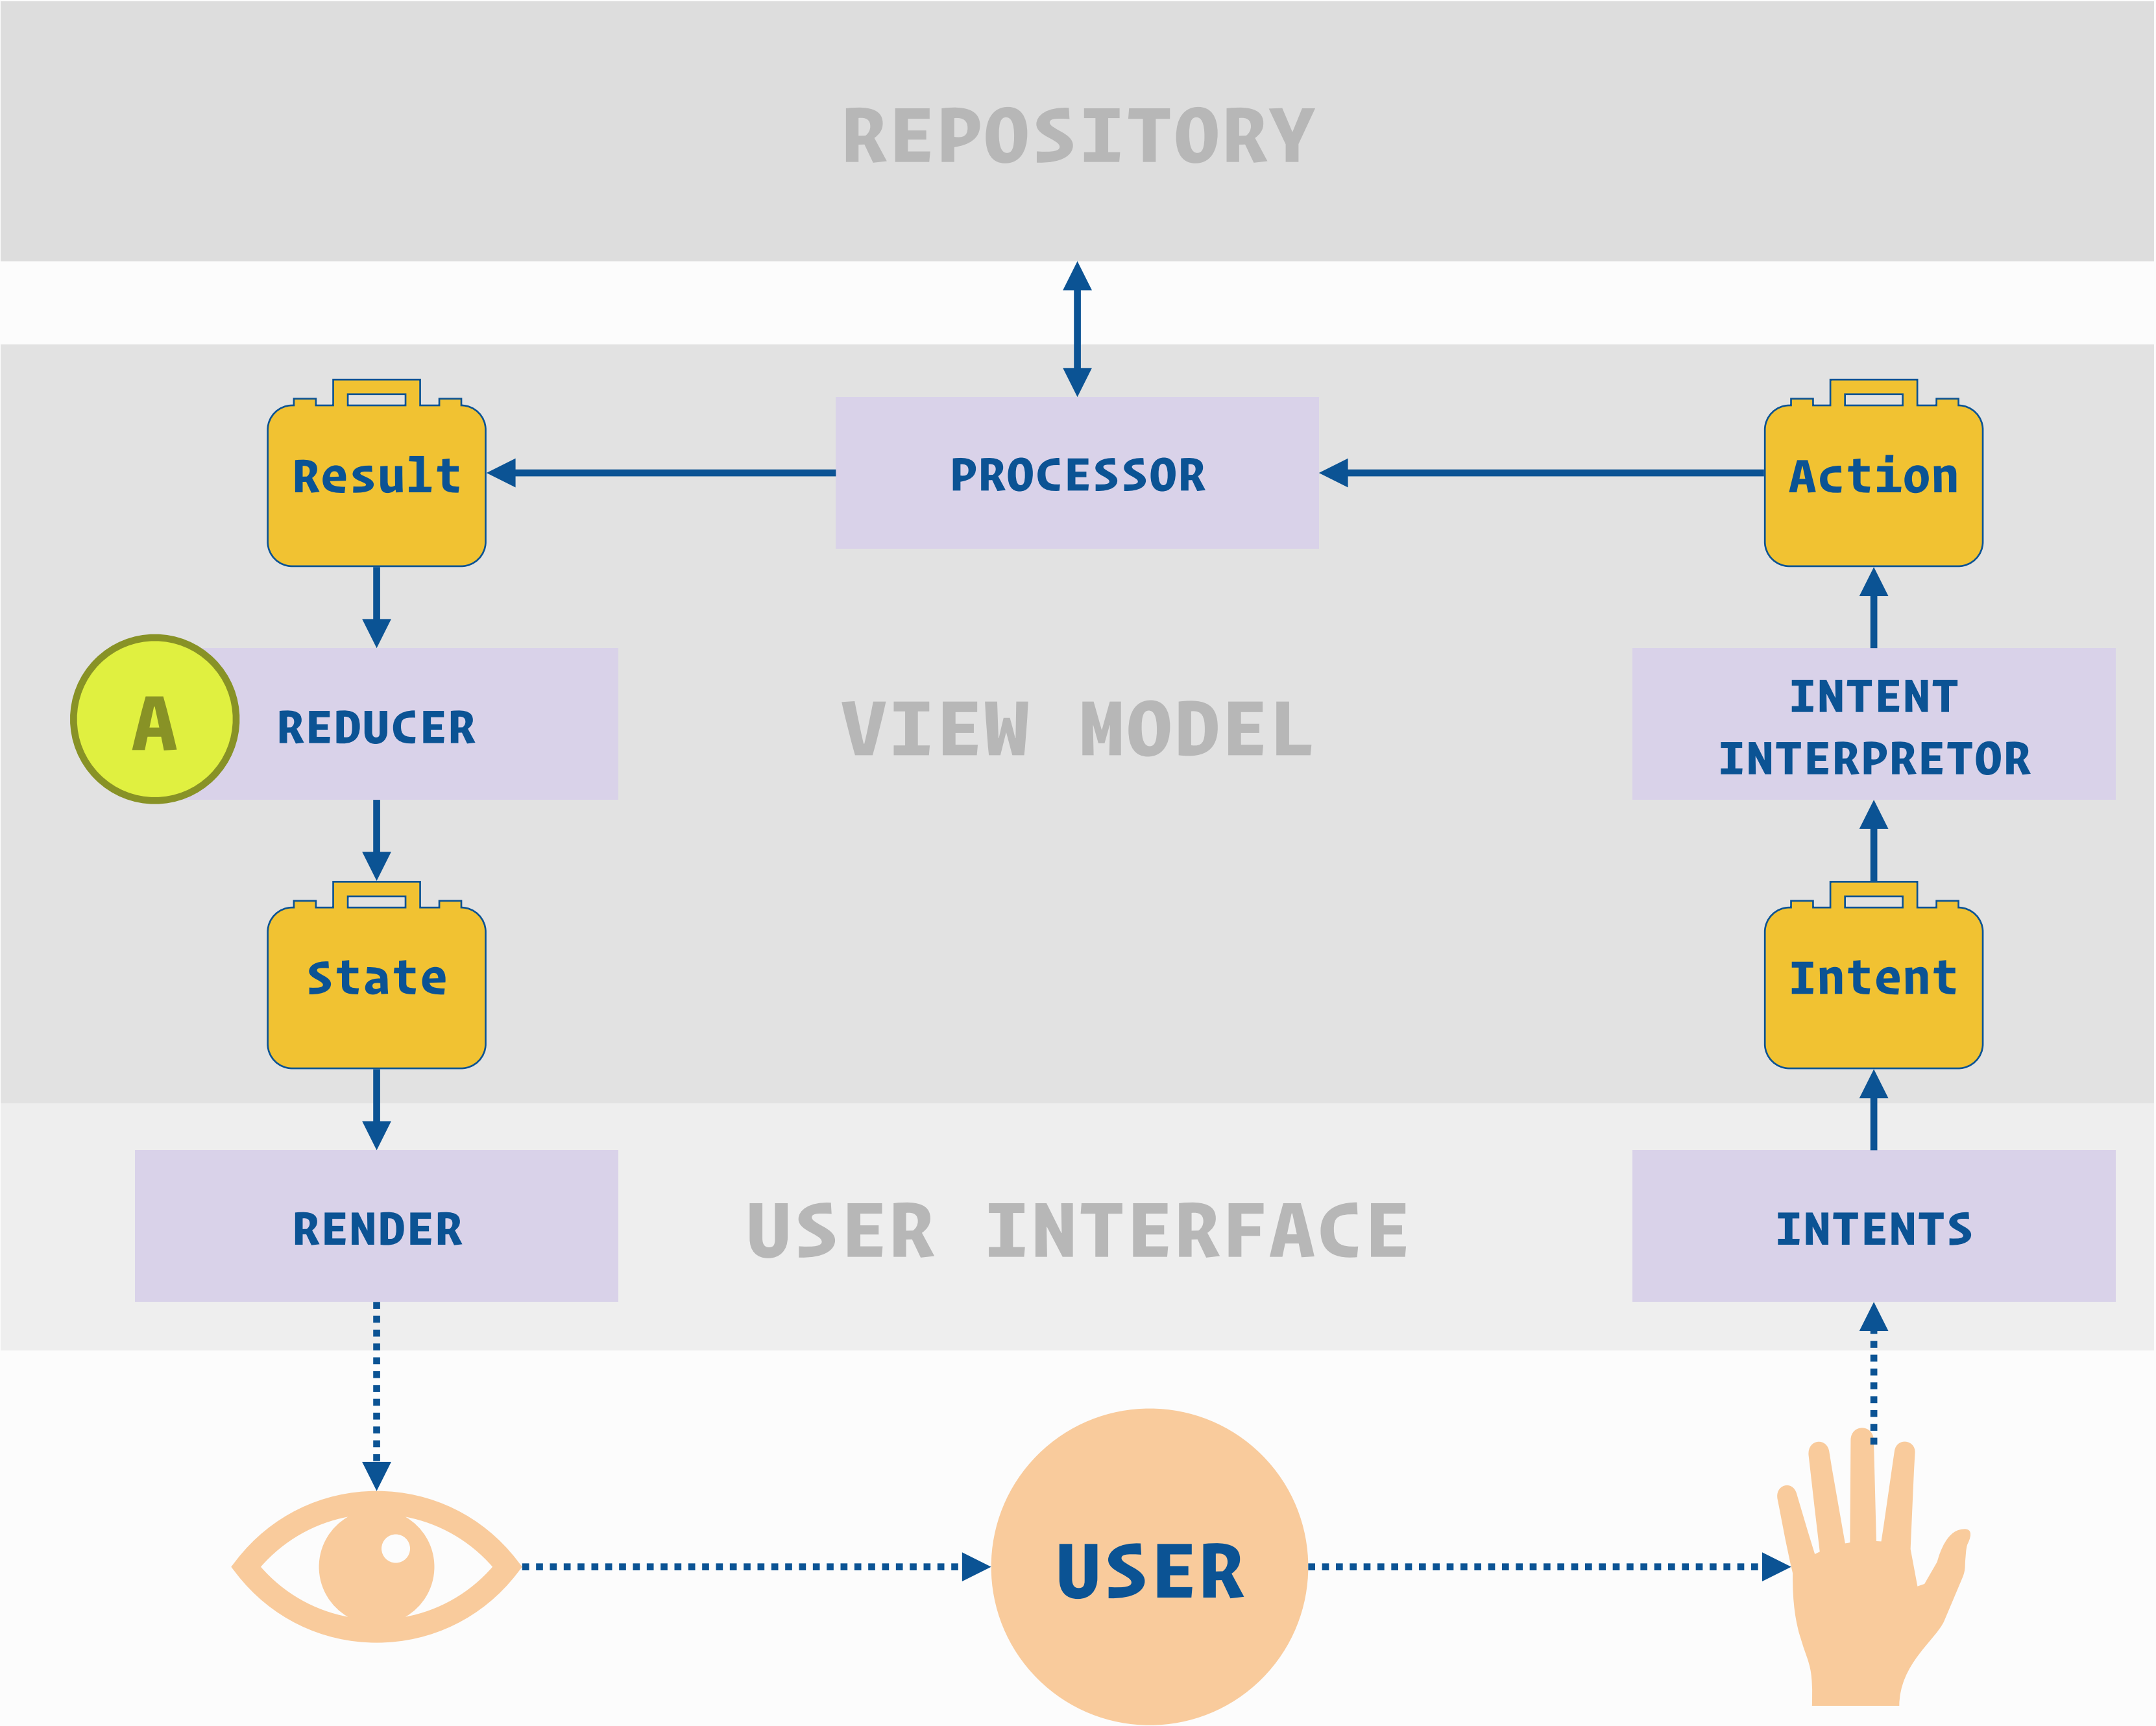 REPOSITORY
Result
PROCESSOR
Action
A
REDUCER
VIEW MODEL
INTENT
INTERPRETOR
State
Intent
RENDER
USER INTERFACE
INTENTS
USER